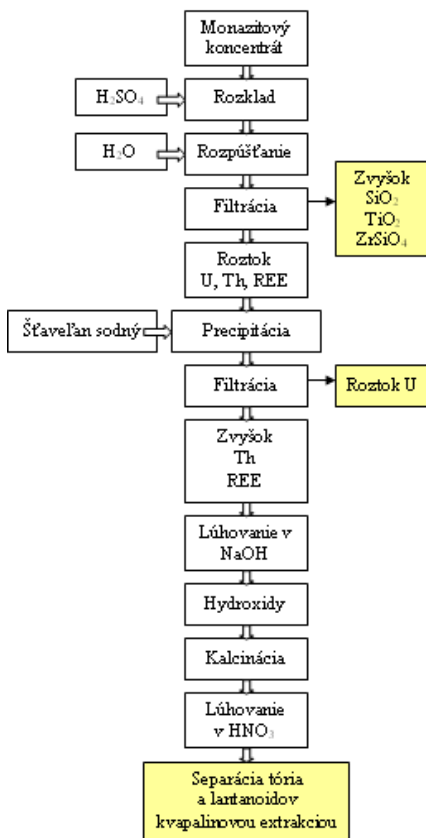 Monazitový
koncentrát
H₂SO₄
Rozklad
H₂O
Rozpúšťanie
Filtrácia
Zvyšok
SiO₂
TiO₂
ZrSiO₄
Roztok
U, Th, REE
Šťaveľan sodný
Precipitácia
Filtrácia
Roztok U
Zvyšok
Th
REE
Lúhovanie v
NaOH
Hydroxidy
Kalcinácia
Lúhovanie
v HNO₃
Separácia tória
a lantanoidov
kvapalinovou extrakciou